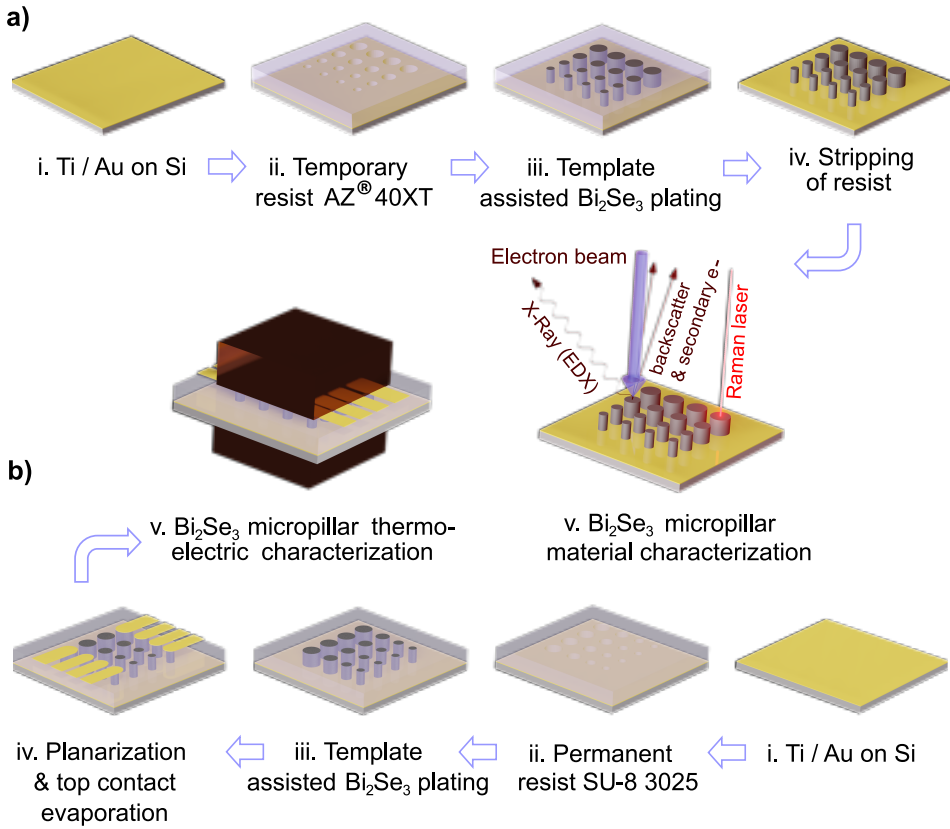 a)
i. Ti / Au on Si
ii. Temporary
resist AZ® 40XT
iii. Template
assisted Bi₂Se₃ plating
iv. Stripping
of resist
Electron beam
X-Ray (EDX)
backscatter
& secondary e-
Raman laser
v. Bi₂Se₃ micropillar
material characterization
b)
v. Bi₂Se₃ micropillar thermo-
electric characterization
iv. Planarization
& top contact
evaporation
iii. Template
assisted Bi₂Se₃ plating
ii. Permanent
resist SU-8 3025
i. Ti / Au on Si